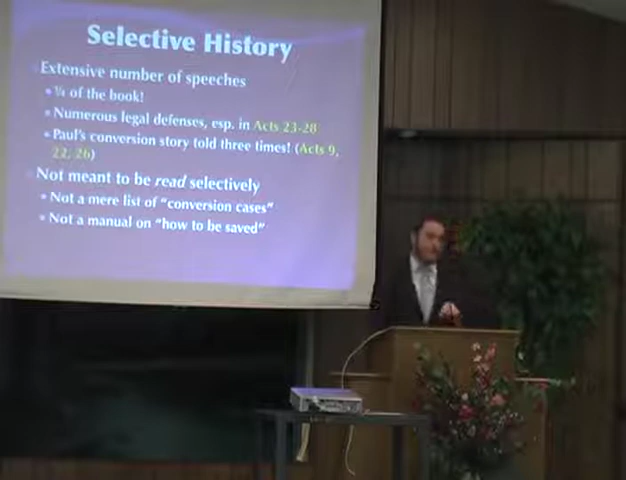 Selective History
Extensive number of speeches
¼ of the book!
Numerous legal defenses, esp. in Acts 23-28
Paul's conversion story told three times! (Acts 9,
22, 26)
Not meant to be read selectively
Not a mere list of "conversion cases"
Not a manual on "how to be saved"